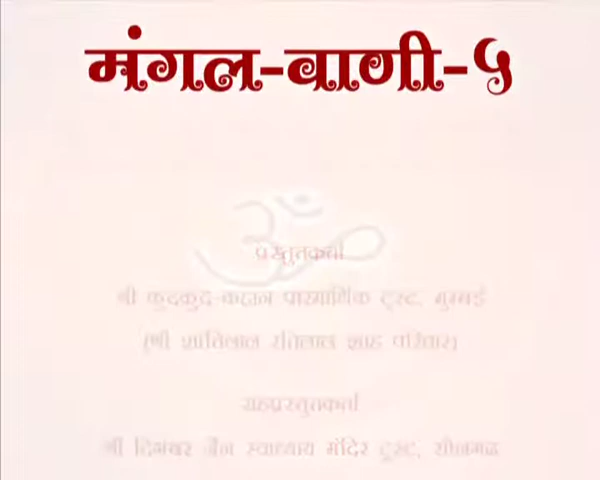 मंगल-वाणी-५
प्रस्तुतकर्ता
श्री कुंदकुंद-कहान पारमार्थिक ट्रस्ट, मुम्बई
(श्री शांतिलाल रतिलाल शाह परिवार)
सहप्रस्तुतकर्ता
श्री दिगम्बर जैन स्वाध्याय मंदिर ट्रस्ट, सोनगढ